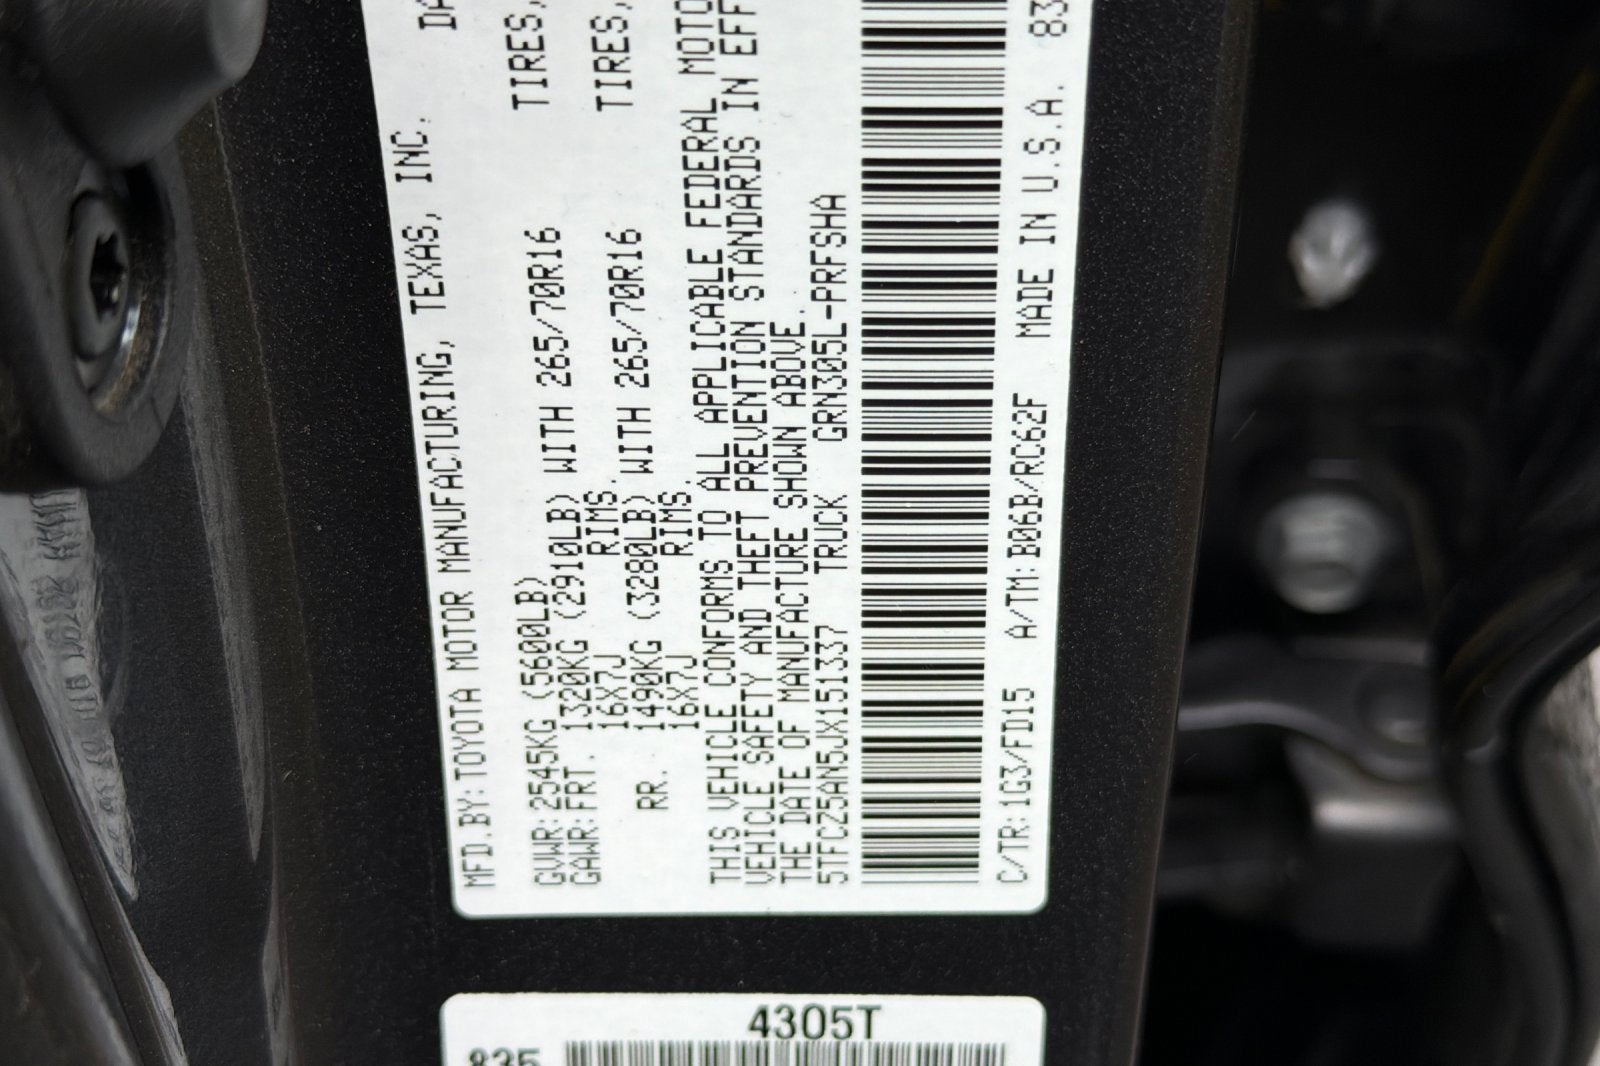 MFD.BY:TOYOTA MOTOR MANUFACTURING, TEXAS, INC. DA
GVWR:2545KG (5600LB)
GAWR:FRT. 1320KG (2910LB) WITH 265/70R16 TIRES,
16X7J RIMS.
RR. 1490KG (3280LB) WITH 265/70R16 TIRES,
16X7J RIMS.
THIS VEHICLE CONFORMS TO ALL APPLICABLE FEDERAL MOTO
VEHICLE SAFETY AND THEFT PREVENTION STANDARDS IN EFF
THE DATE OF MANUFACTURE SHOWN ABOVE.
5TFCZ5AN5JX151337 TRUCK GRN305L-PRFSHA
C/TR:1G3/FD15 A/TM:B06B/RC62F MADE IN U.S.A. 83
4305T
835